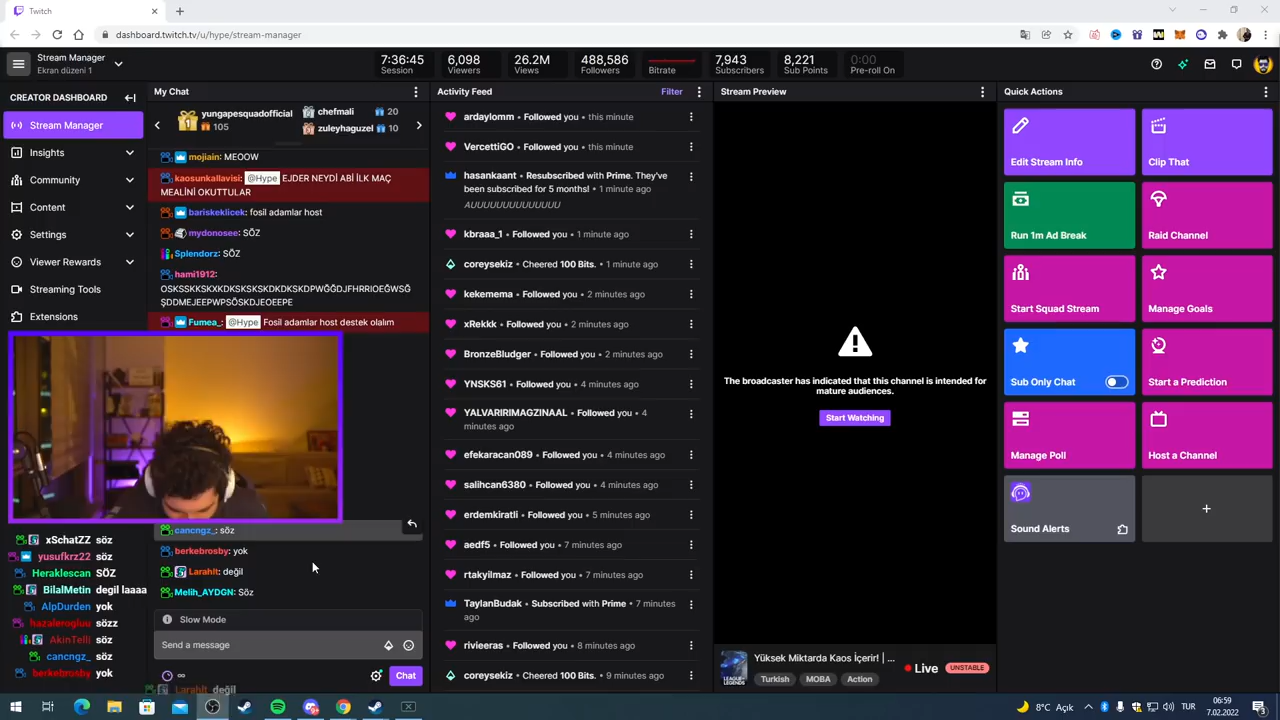 Twitch
dashboard.twitch.tv/u/hype/stream-manager
Stream Manager
Ekran düzeni 1
7:36:45
Session
6,098
Viewers
26.2M
Views
488,586
Followers
Bitrate
7,943
Subscribers
8,221
Sub Points
0:00
Pre-roll On
CREATOR DASHBOARD
Stream Manager
Insights
Community
Content
Settings
Viewer Rewards
Streaming Tools
Extensions
My Chat
yungapesquadofficial
105
chefmali 20
zuleyhaguzel 10
mojiain: MEOOW
kaosunkallavisi: @Hype EJDER NEYDİ ABİ İLK MAÇ
MEALİNİ OKUTTULAR
bariskeklicek: fosil adamlar host
mydonosee: SÖZ
Splendorz: SÖZ
hami1912:
Fumea_: @Hype Fosil adamlar host destek olalım
cancngz_: söz
berkebrosby: yok
Larah!t: değil
Melih_AYDGN: Söz
Slow Mode
Send a message
Chat
xSchatZZ söz
yusufkrz22 söz
Heraklescan SÖZ
BilalMetin degil laaaa
AlpDurden yok
hazalerogluu sözz
AkinTelli söz
cancngz_ söz
berkebrosby yok
Larah!t değil
Activity Feed
Filter
ardaylomm • Followed you • this minute
VercettiGO • Followed you • this minute
hasankaant • Resubscribed with Prime. They've
been subscribed for 5 months! • 1 minute ago
AUUUUUUUUUUUUU
kbraaa_1 • Followed you • 1 minute ago
coreysekiz • Cheered 100 Bits. • 1 minute ago
kekemema • Followed you • 2 minutes ago
xRekkk • Followed you • 2 minutes ago
BronzeBludger • Followed you • 2 minutes ago
YNSKS61 • Followed you • 4 minutes ago
YALVARIRIMAGZINAAL • Followed you • 4
minutes ago
efekaracan089 • Followed you • 4 minutes ago
salihcan6380 • Followed you • 4 minutes ago
erdemkiratli • Followed you • 5 minutes ago
aedf5 • Followed you • 7 minutes ago
rtakyilmaz • Followed you • 7 minutes ago
TaylanBudak • Subscribed with Prime • 7 minutes
ago
rivieeras • Followed you • 8 minutes ago
coreysekiz • Cheered 100 Bits. • 9 minutes ago
Stream Preview
The broadcaster has indicated that this channel is intended for
mature audiences.
Start Watching
Yüksek Miktarda Kaos İçerir! | ...
Live
UNSTABLE
LEAGUE
LEGENDS
Turkish
MOBA
Action
Quick Actions
Edit Stream Info
Clip That
Run 1m Ad Break
Raid Channel
Start Squad Stream
Manage Goals
Sub Only Chat
Start a Prediction
Manage Poll
Host a Channel
Sound Alerts
8°C Açık
TUR
06:59
7.02.2022